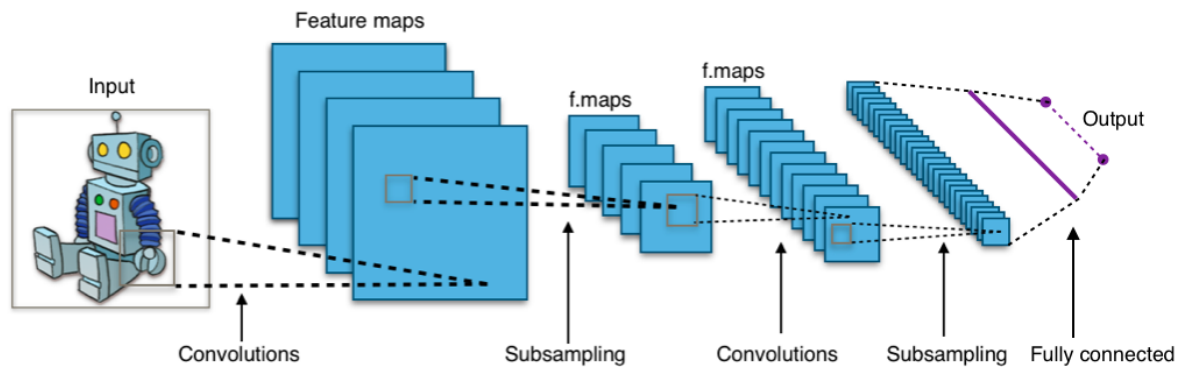 Feature maps
Input
f.maps
f.maps
Output
Convolutions
Subsampling
Convolutions
Subsampling
Fully connected